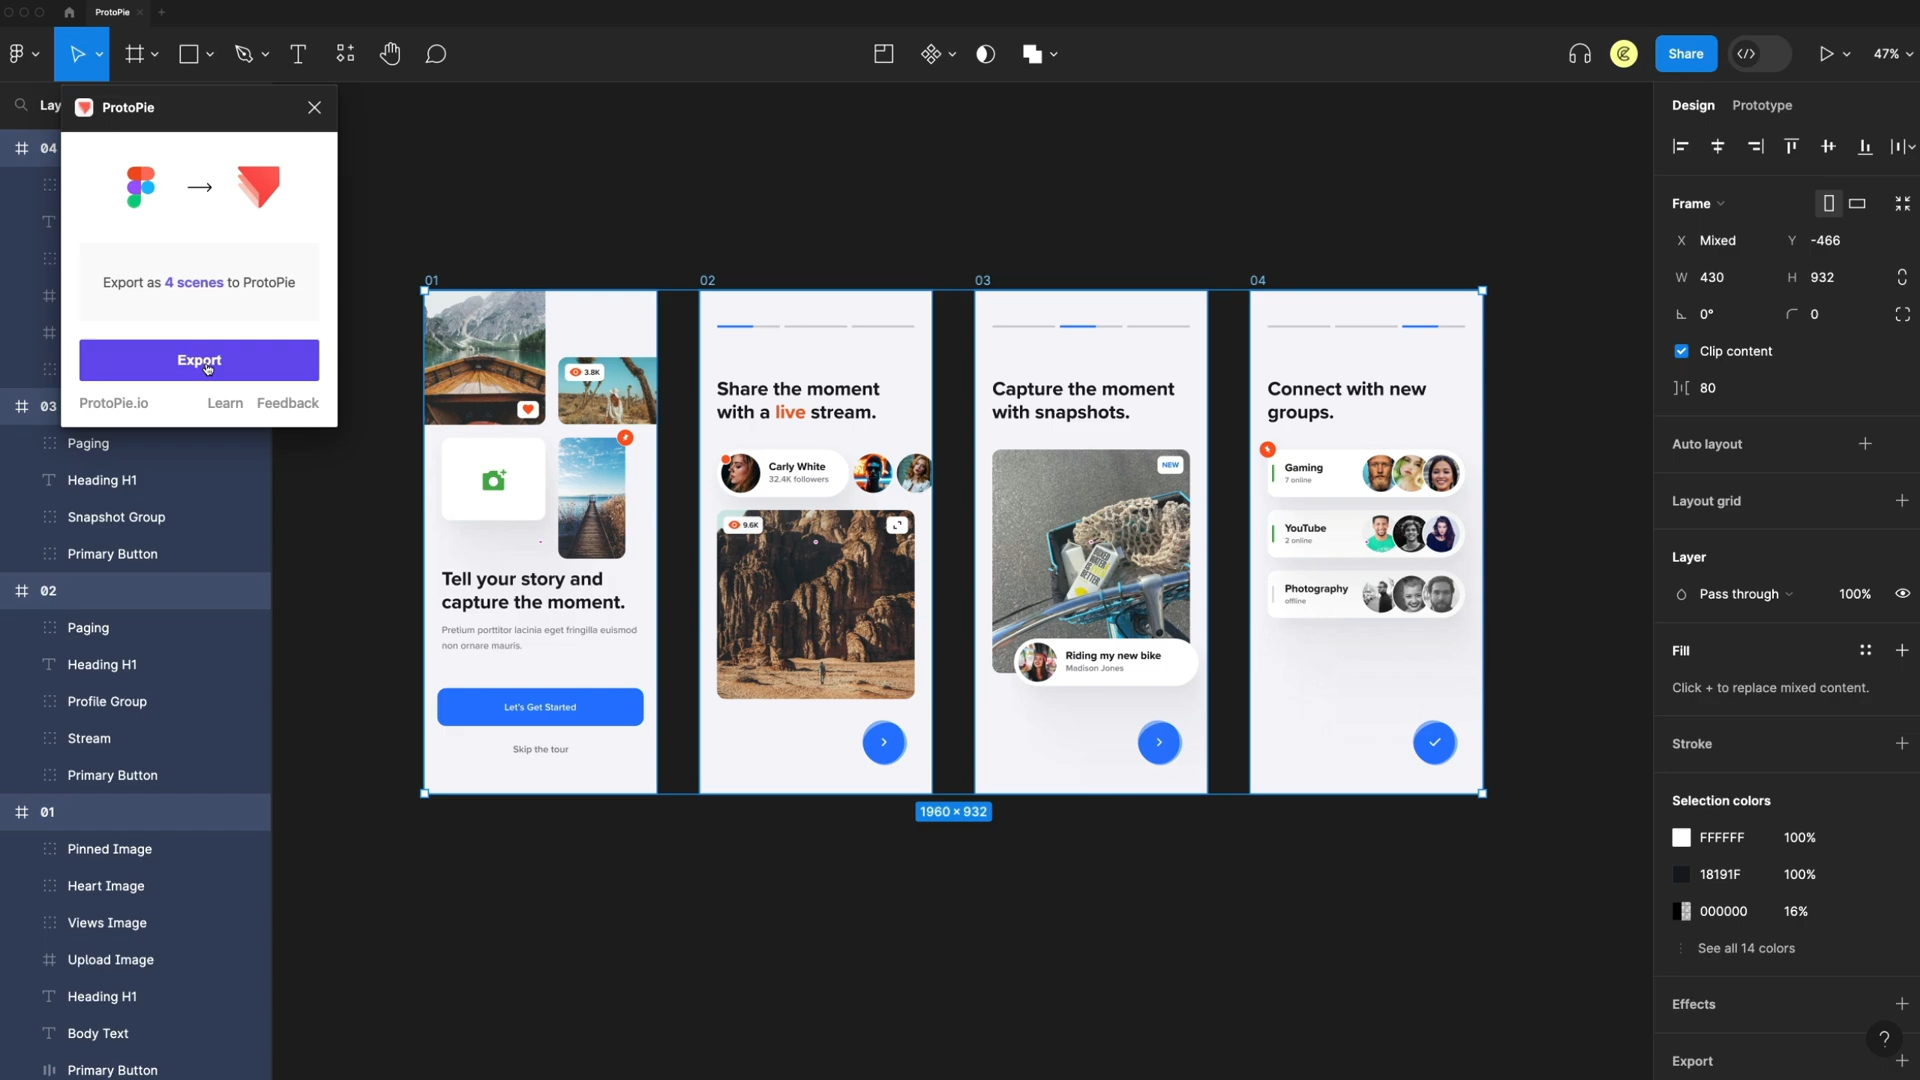 ProtoPie
Share
47%
Lay
ProtoPie
04
Export as 4 scenes to ProtoPie
Export
ProtoPie.io
Learn
Feedback
03
Paging
Heading H1
Snapshot Group
Primary Button
02
Paging
Heading H1
Profile Group
Stream
Primary Button
01
Pinned Image
Heart Image
Views Image
Upload Image
Heading H1
Body Text
Primary Button
01
3.8K
Tell your story and
capture the moment.
Pretium porttitor lacinia eget fringilla euismod
non ornare mauris.
Let's Get Started
Skip the tour
02
Share the moment
with a live stream.
Carly White
32.4K followers
9.6K
03
Capture the moment
with snapshots.
NEW
BOXED
WATER
IS
BETTER.
Riding my new bike
Madison Jones
04
Connect with new
groups.
Gaming
7 online
YouTube
2 online
Photography
offline
1960 × 932
Design
Prototype
Frame
X Mixed
Y -466
W 430
H 932
0°
0
Clip content
80
Auto layout
Layout grid
Layer
Pass through
100%
Fill
Click + to replace mixed content.
Stroke
Selection colors
FFFFFF 100%
18191F 100%
000000 16%
See all 14 colors
Effects
?
Export